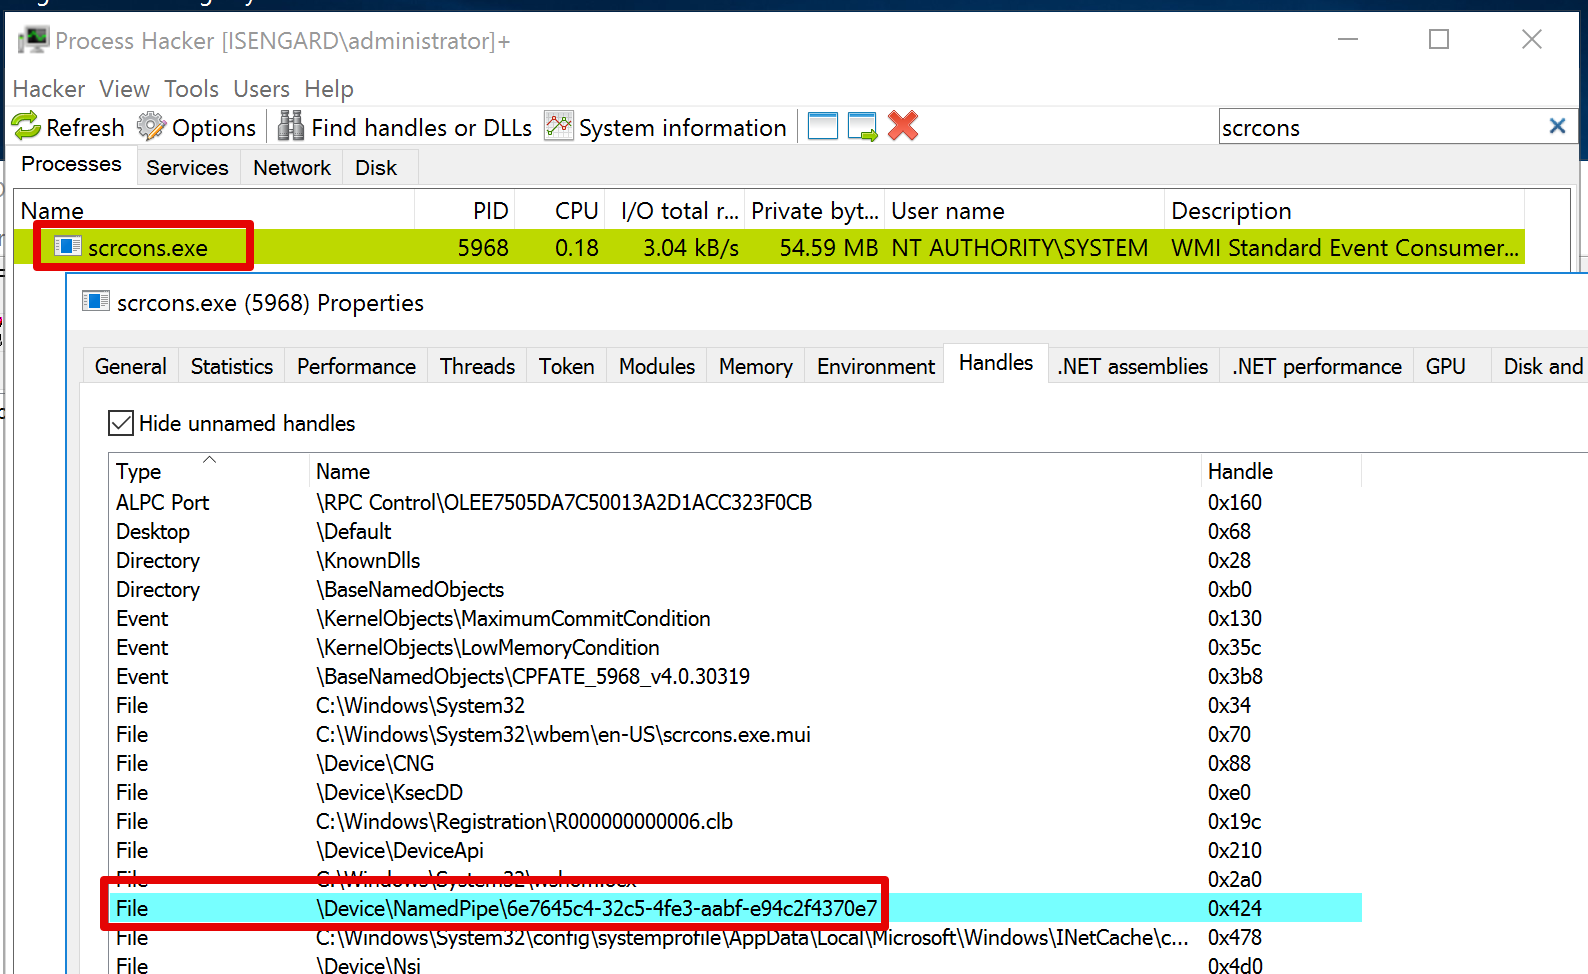 Process Hacker [ISENGARD\administrator]+
Hacker View Tools Users Help
Refresh Options Find handles or DLLs System information scrcons
Processes Services Network Disk
Name PID CPU I/O total r... Private byt... User name Description
scrcons.exe 5968 0.18 3.04 kB/s 54.59 MB NT AUTHORITY\SYSTEM WMI Standard Event Consumer...
scrcons.exe (5968) Properties
General Statistics Performance Threads Token Modules Memory Environment Handles .NET assemblies .NET performance GPU Disk and
Hide unnamed handles
Type Name Handle
ALPC Port \RPC Control\OLEE7505DA7C50013A2D1ACC323F0CB 0x160
Desktop \Default 0x68
Directory \KnownDlls 0x28
Directory \BaseNamedObjects 0xb0
Event \KernelObjects\MaximumCommitCondition 0x130
Event \KernelObjects\LowMemoryCondition 0x35c
Event \BaseNamedObjects\CPFATE_5968_v4.0.30319 0x3b8
File C:\Windows\System32 0x34
File C:\Windows\System32\wbem\en-US\scrcons.exe.mui 0x70
File \Device\CNG 0x88
File \Device\KsecDD 0xe0
File C:\Windows\Registration\R000000000006.clb 0x19c
File \Device\DeviceApi 0x210
File C:\Windows\System32\wshom.ocx 0x2a0
File \Device\NamedPipe\6e7645c4-32c5-4fe3-aabf-e94c2f4370e7 0x424
File C:\Windows\System32\config\systemprofile\AppData\Local\Microsoft\Windows\INetCache\c... 0x478
File \Device\Nsi 0x4d0